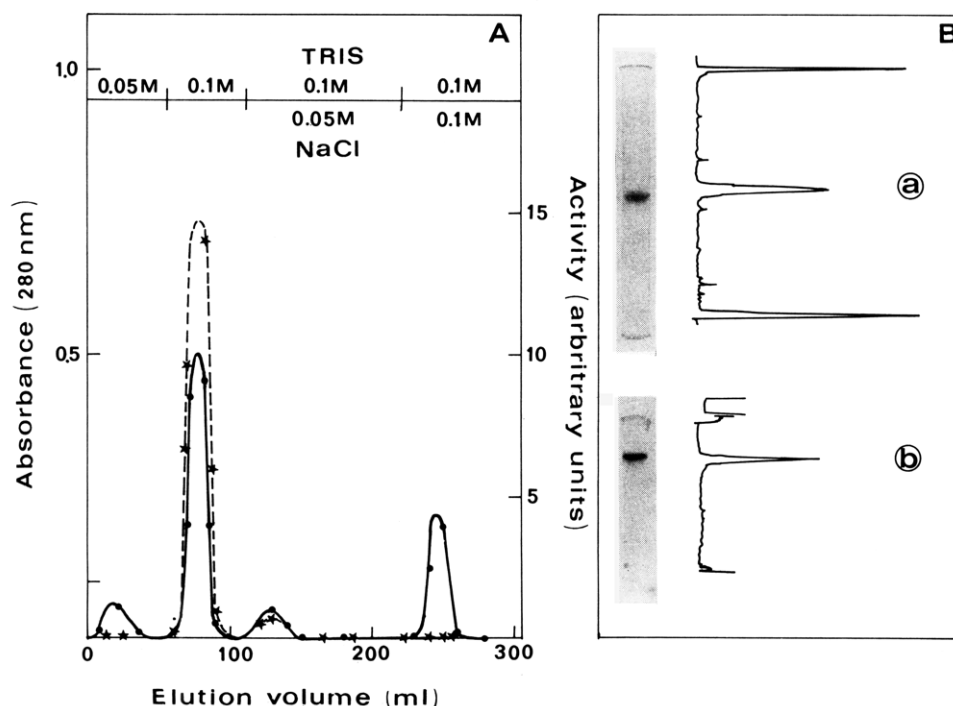 A
TRIS
0.05M 0.1M 0.1M 0.1M
0.05M 0.1M
NaCl
1.0
0.5
15
10
5
Absorbance (280 nm)
Activity (arbritrary units)
0 100 200 300
Elution volume (ml)
B
a
b